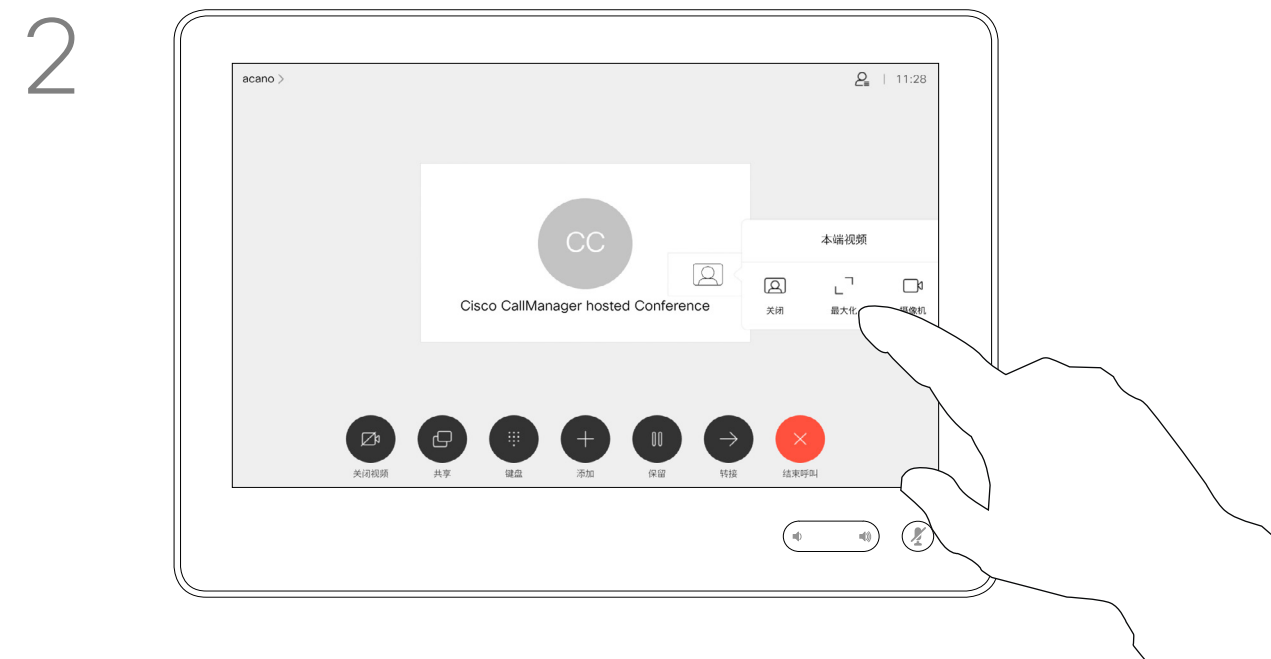 2
acano >
11:28
CC
Cisco CallManager hosted Conference
本端视频
关闭
最大化
摄像机
关闭视频
共享
键盘
添加
保留
转接
结束呼叫